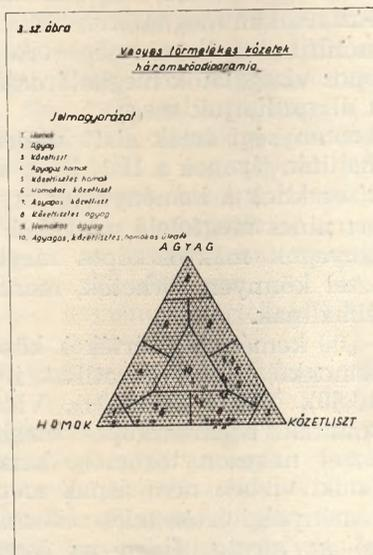 3. sz. ábra
Vegyes törmelékes kőzetek
háromszögdiagramja
Jelmagyarázat:
1 Homok
2 Agyag
3 Kőzetliszt
4 Agyagos homok
5 Kőzetlisztes homok
6 Homokos kőzetliszt
7 Agyagos kőzetliszt
8 Kőzetlisztes agyag
9 Homokos agyag
10. Agyagos, kőzetlisztes, homokos üledék
AGYAG
HOMOK
KŐZETLISZT